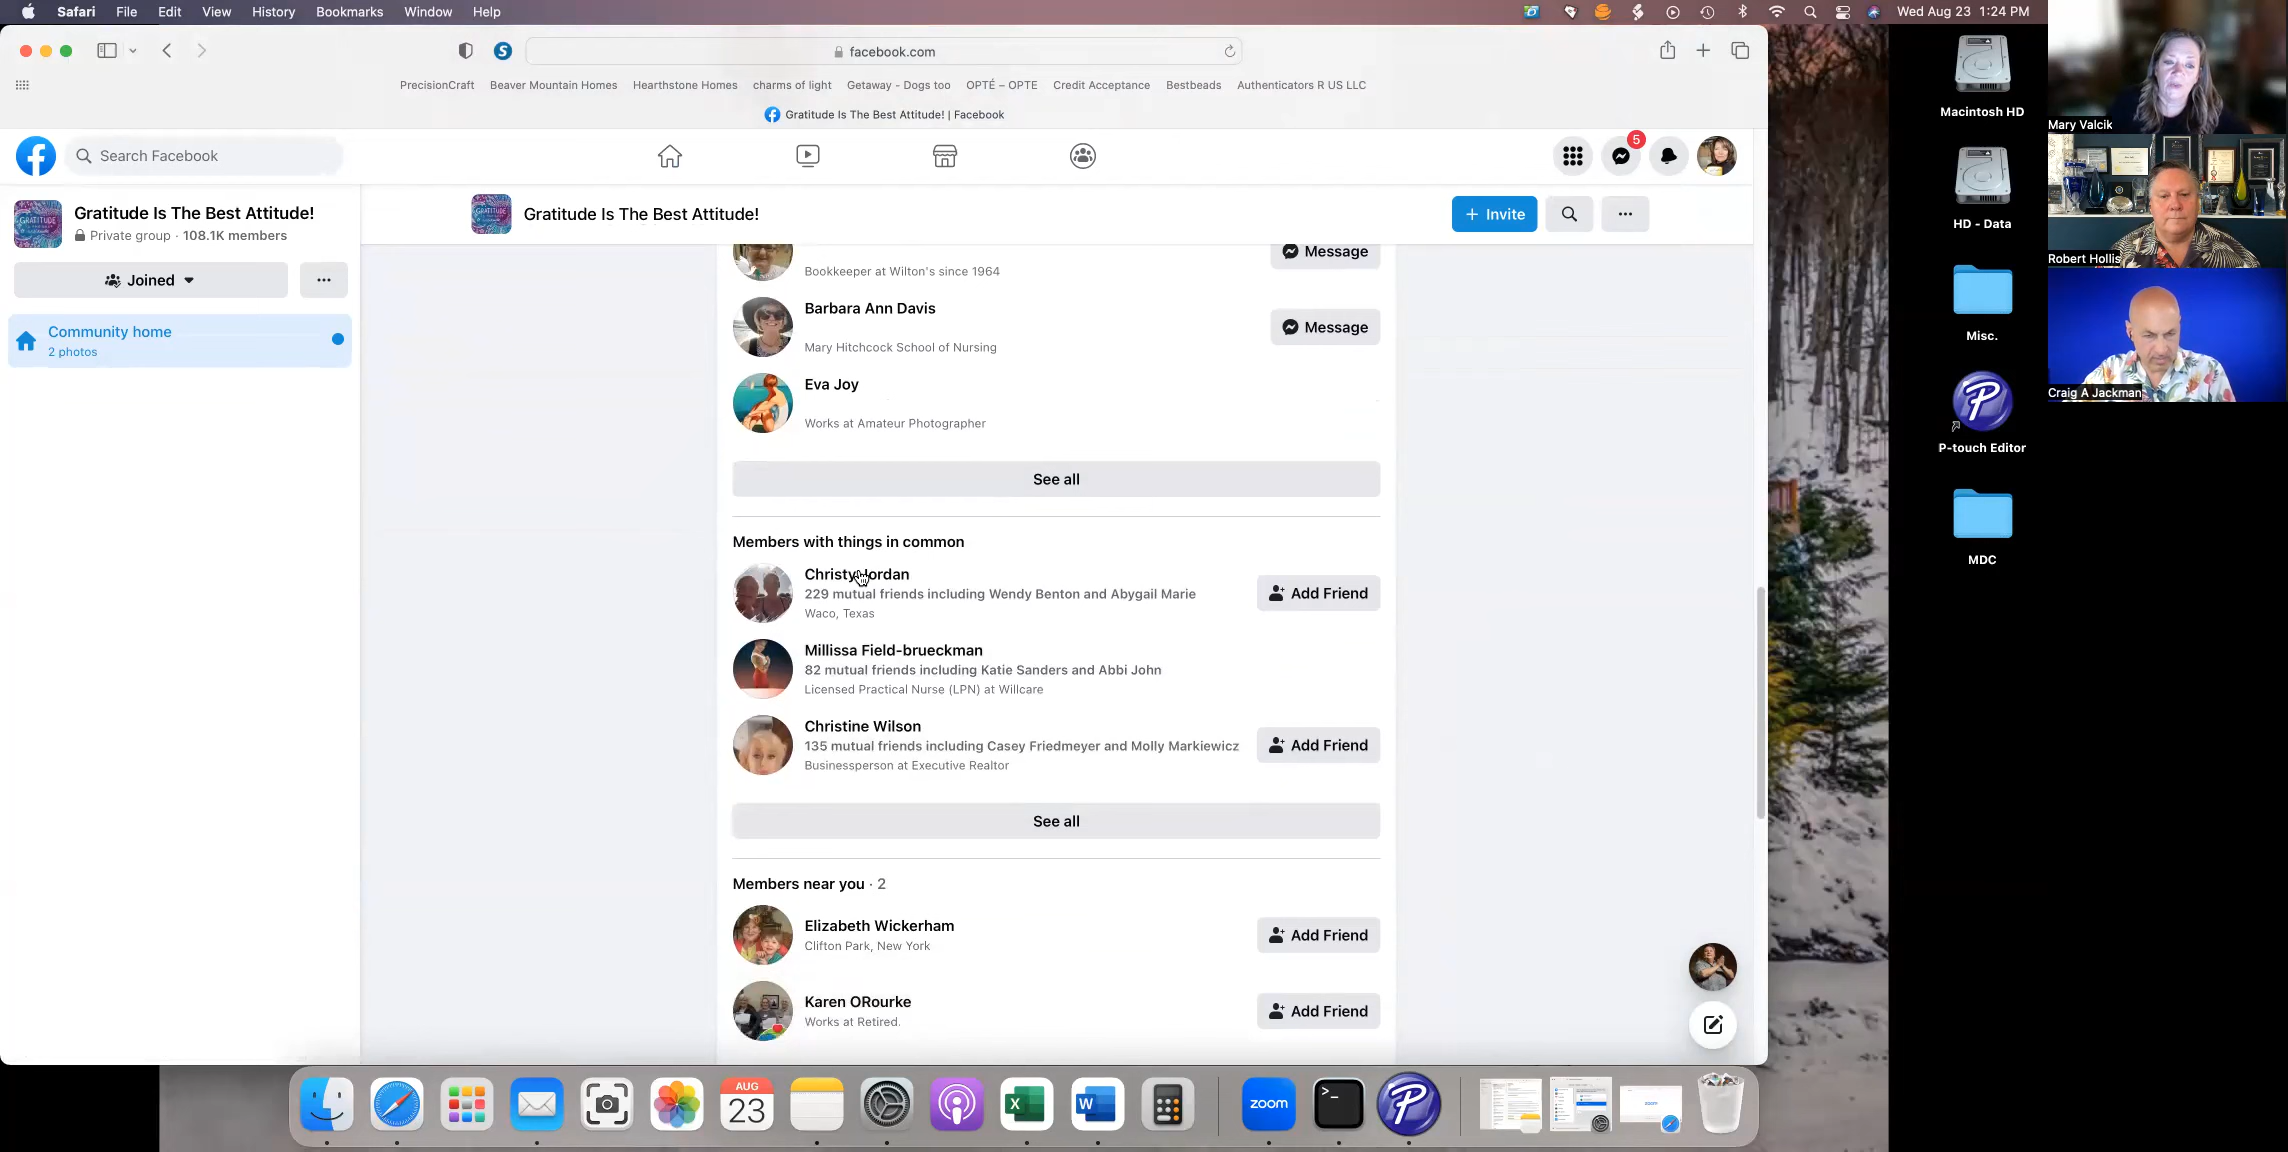 Safari File Edit View History Bookmarks Window Help
Wed Aug 23 1:24 PM
facebook.com
PrecisionCraft Beaver Mountain Homes Hearthstone Homes charms of light Getaway - Dogs too OPTÉ – OPTE Credit Acceptance Bestbeads Authenticators R US LLC
Gratitude Is The Best Attitude! | Facebook
Search Facebook
5
Gratitude Is The Best Attitude!
Private group · 108.1K members
Joined
Community home
2 photos
GRATITUDE
Gratitude Is The Best Attitude!
+ Invite
Bookkeeper at Wilton's since 1964
Message
Barbara Ann Davis
Mary Hitchcock School of Nursing
Message
Eva Joy
Works at Amateur Photographer
See all
Members with things in common
Christy Jordan
229 mutual friends including Wendy Benton and Abygail Marie
Waco, Texas
Add Friend
Millissa Field-brueckman
82 mutual friends including Katie Sanders and Abbi John
Licensed Practical Nurse (LPN) at Willcare
Christine Wilson
135 mutual friends including Casey Friedmeyer and Molly Markiewicz
Businessperson at Executive Realtor
Add Friend
See all
Members near you · 2
Elizabeth Wickerham
Clifton Park, New York
Add Friend
Karen ORourke
Works at Retired.
Add Friend
Macintosh HD
HD - Data
Misc.
P-touch Editor
MDC
Mary Valcik
Robert Hollis
Craig A Jackman
AUG
23
X
W
zoom
>_
P